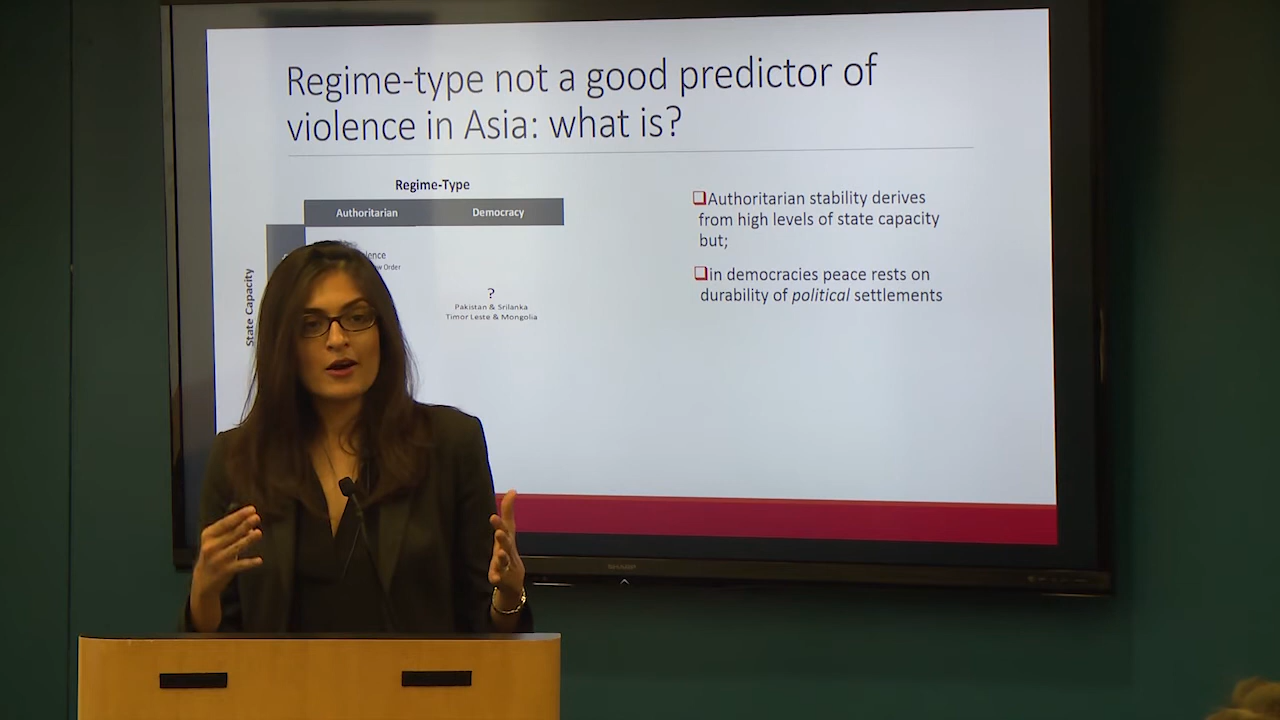 Regime-type not a good predictor of
violence in Asia: what is?
Regime-Type
Authoritarian
Democracy
Order
State Capacity
?
Pakistan & Srilanka
Timor Leste & Mongolia
Authoritarian stability derives
from high levels of state capacity
but;
in democracies peace rests on
durability of political settlements
SHARP